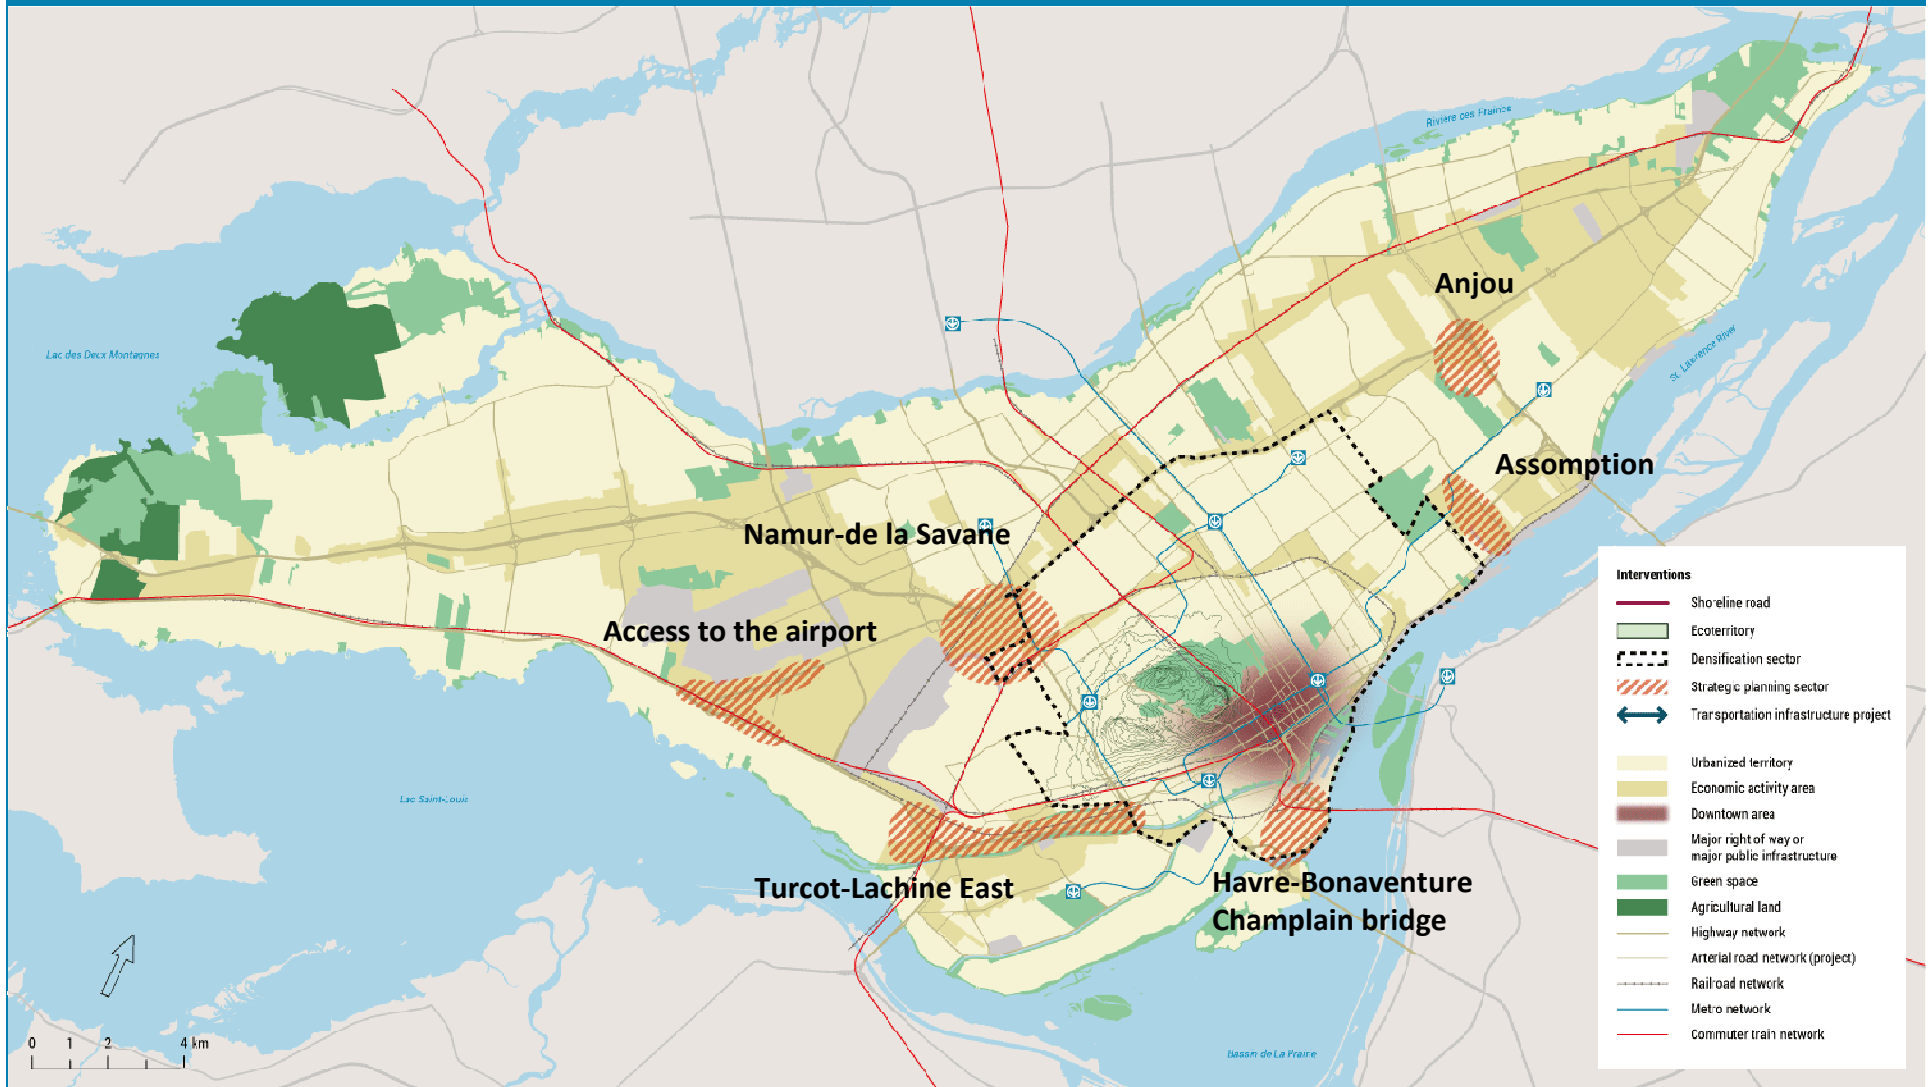 Rivière des Prairies
Anjou
Lac des Deux Montagnes
St. Lawrence River
Assomption
Namur-de la Savane
Access to the airport
Lac Saint-Louis
Turcot-Lachine East
Havre-Bonaventure
Champlain bridge
Bassin de La Prairie
0 1 2 4 km
Interventions
Shoreline road
Ecoterritory
Densification sector
Strategic planning sector
Transportation infrastructure project
Urbanized territory
Economic activity area
Downtown area
Major right of way or
major public infrastructure
Green space
Agricultural land
Highway network
Arterial road network (project)
Railroad network
Metro network
Commuter train network